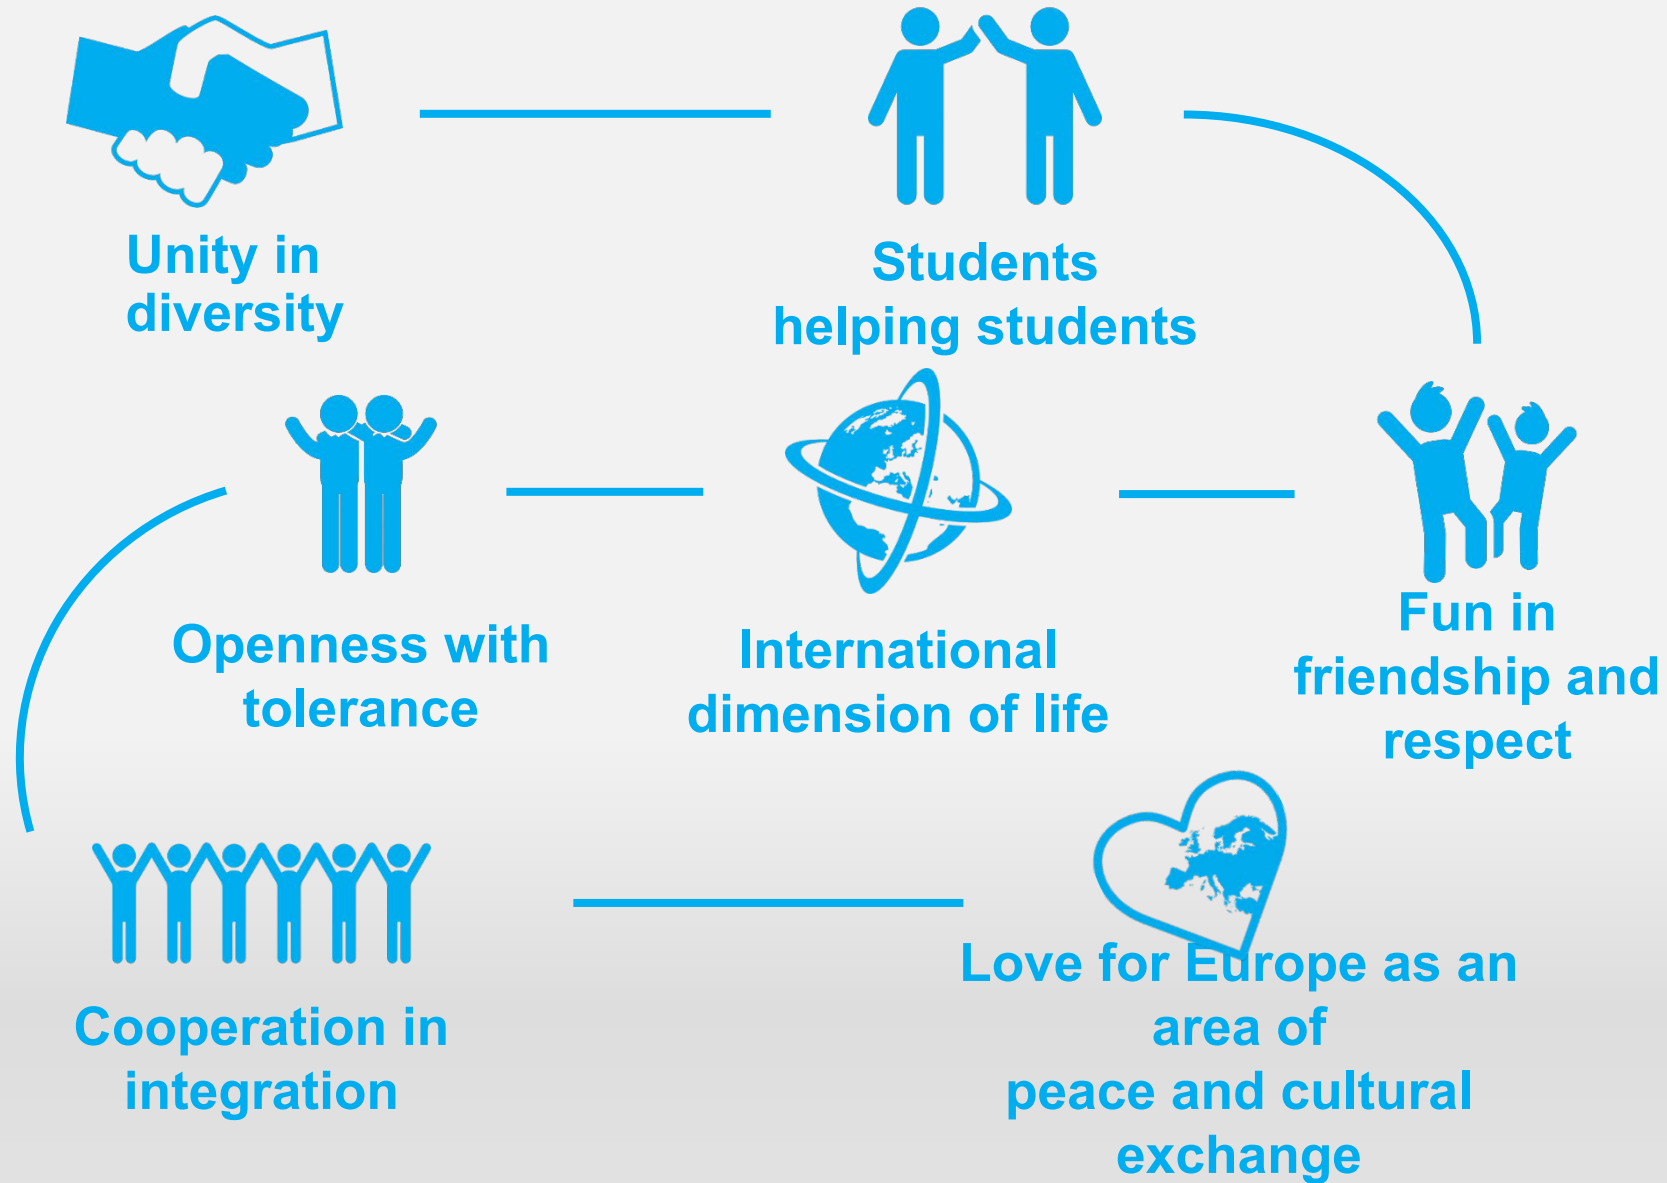 Unity in
diversity
Students
helping students
Openness with
tolerance
International
dimension of life
Fun in
friendship and
respect
Cooperation in
integration
Love for Europe as an
area of
peace and cultural
exchange